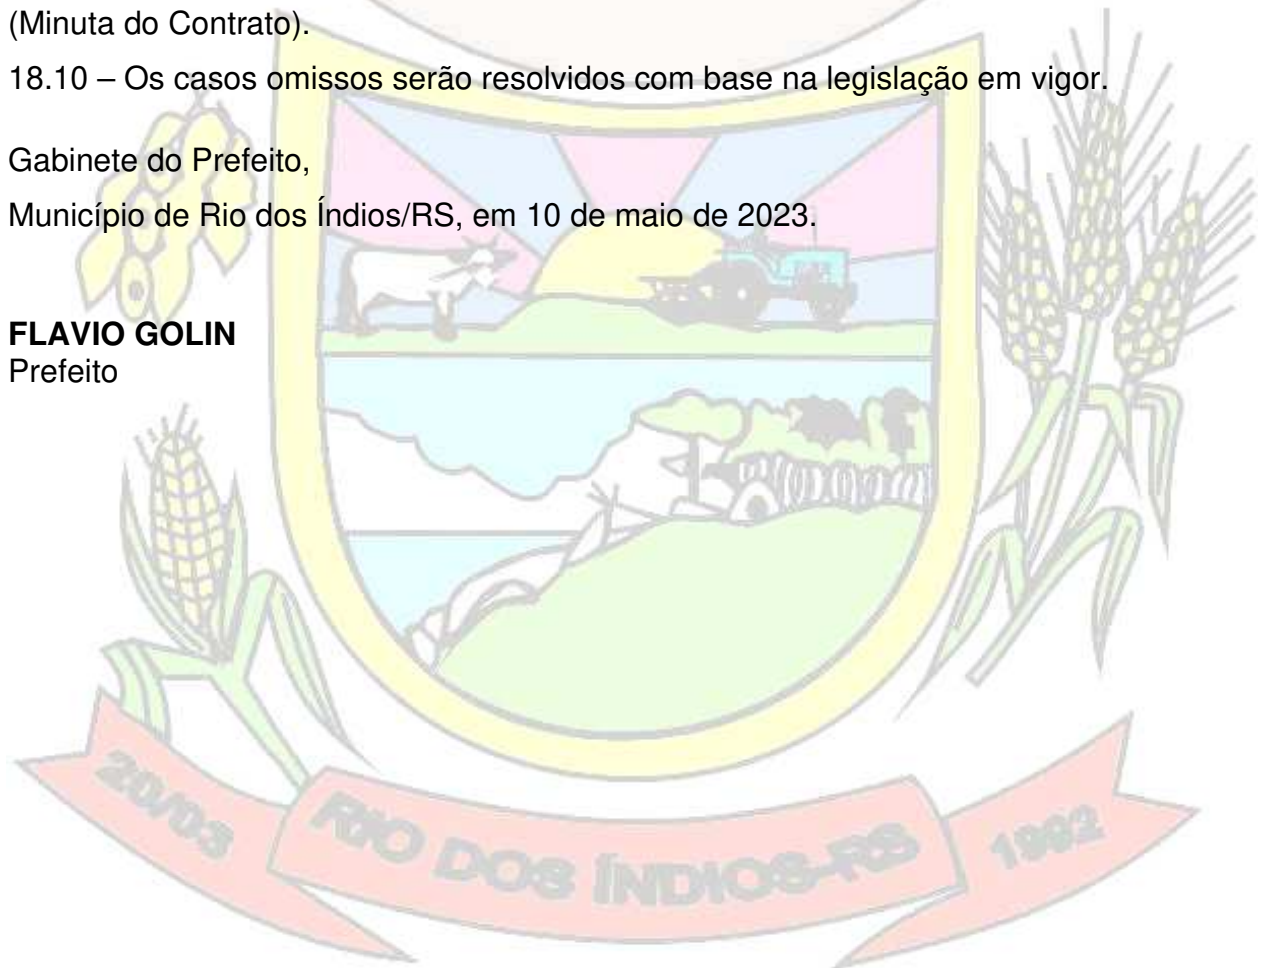 (Minuta do Contrato).
18.10 – Os casos omissos serão resolvidos com base na legislação em vigor.
Gabinete do Prefeito,
Município de Rio dos Índios/RS, em 10 de maio de 2023.
FLAVIO GOLIN
Prefeito
20/03
RIO DOS ÍNDIOS-RS
1992